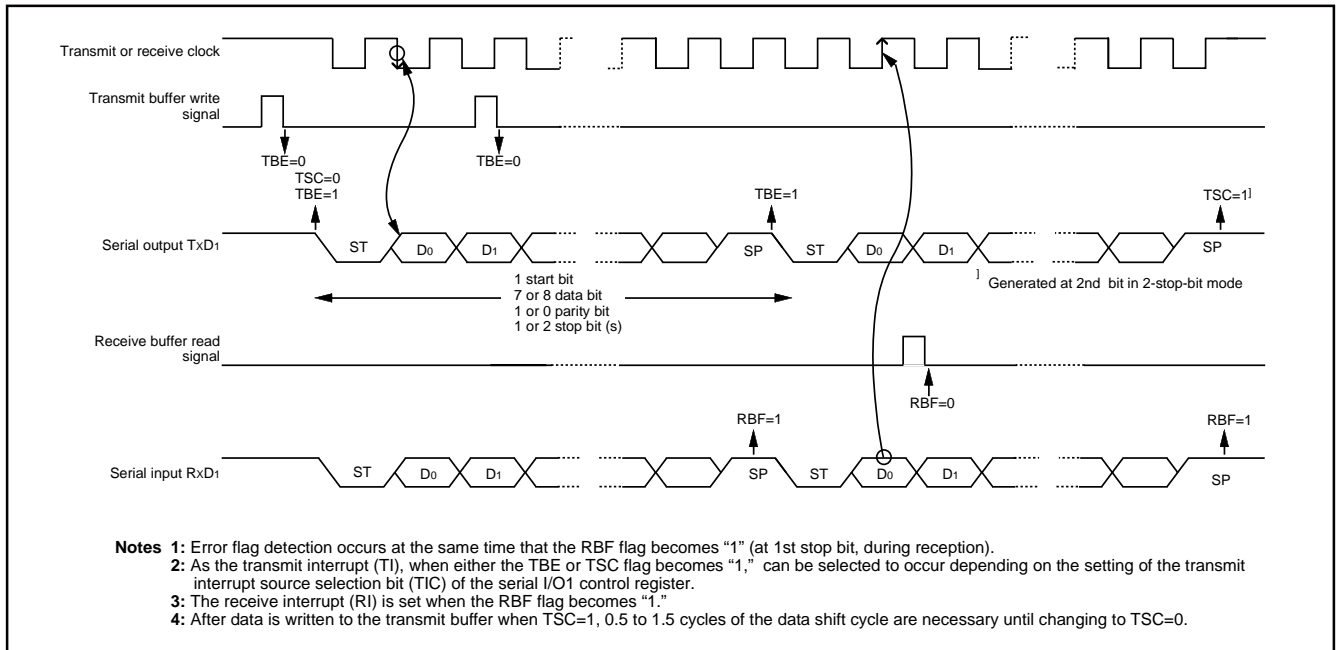 Transmit or receive clock
Transmit buffer write
signal
TBE=0
TSC=0
TBE=1
TBE=0
TBE=1
TSC=1]
Serial output TxD1
ST
D0
D1
SP
ST
D0
D1
SP
] Generated at 2nd bit in 2-stop-bit mode
1 start bit
7 or 8 data bit
1 or 0 parity bit
1 or 2 stop bit (s)
Receive buffer read
signal
RBF=0
RBF=1
RBF=1
Serial input RxD1
ST
D0
D1
SP
ST
D0
D1
SP
Notes 1: Error flag detection occurs at the same time that the RBF flag becomes “1” (at 1st stop bit, during reception).
2: As the transmit interrupt (TI), when either the TBE or TSC flag becomes “1,” can be selected to occur depending on the setting of the transmit
interrupt source selection bit (TIC) of the serial I/O1 control register.
3: The receive interrupt (RI) is set when the RBF flag becomes “1.”
4: After data is written to the transmit buffer when TSC=1, 0.5 to 1.5 cycles of the data shift cycle are necessary until changing to TSC=0.